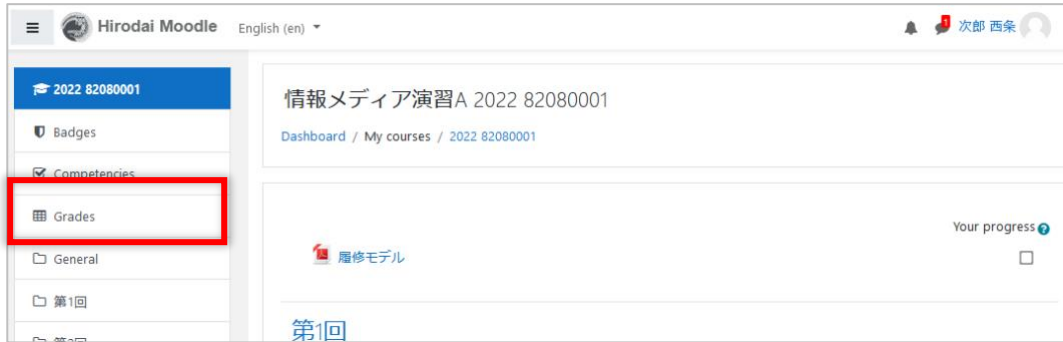 Hirodai Moodle English (en)
1 次郎 西条
2022 82080001
Badges
Competencies
Grades
General
第1回
情報メディア演習A 2022 82080001
Dashboard / My courses / 2022 82080001
Your progress
履修モデル
第1回